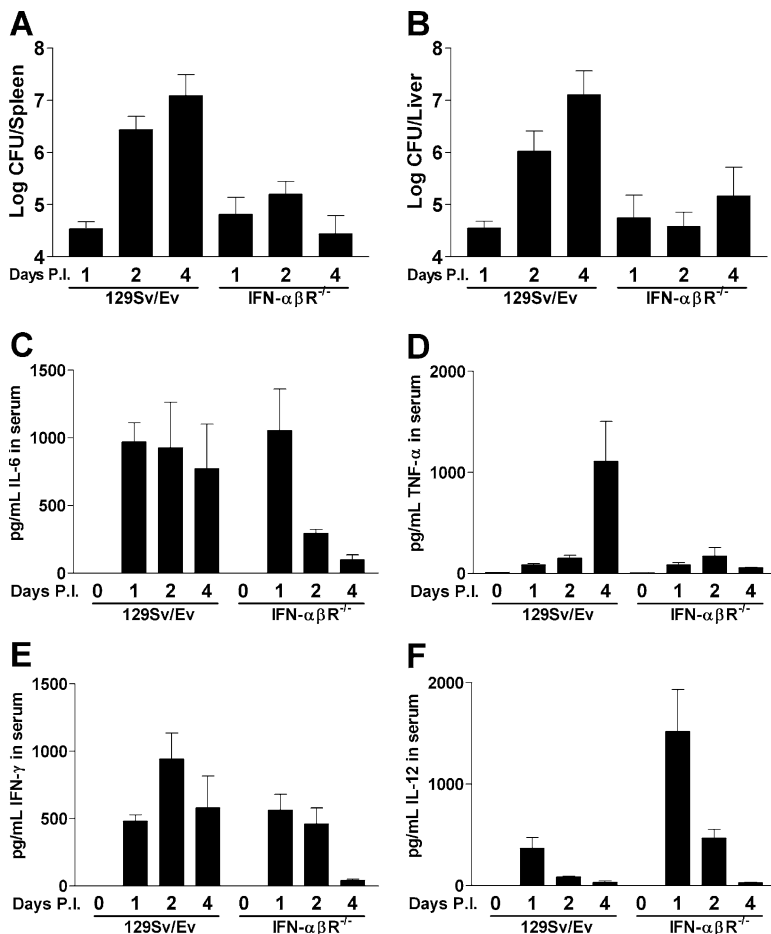 A
Log CFU/Spleen
8
7
6
5
4
Days P.I. 1 2 4 1 2 4
129Sv/Ev IFN-αβR-/-
B
Log CFU/Liver
8
7
6
5
4
Days P.I. 1 2 4 1 2 4
129Sv/Ev IFN-αβR-/-
C
pg/mL IL-6 in serum
1500
1000
500
0
Days P.I. 0 1 2 4 0 1 2 4
129Sv/Ev IFN-αβR-/-
D
pg/mL TNF-α in serum
2000
1000
0
Days P.I. 0 1 2 4 0 1 2 4
129Sv/Ev IFN-αβR-/-
E
pg/mL IFN-γ in serum
1500
1000
500
0
Days P.I. 0 1 2 4 0 1 2 4
129Sv/Ev IFN-αβR-/-
F
pg/mL IL-12 in serum
2000
1000
0
Days P.I. 0 1 2 4 0 1 2 4
129Sv/Ev IFN-αβR-/-